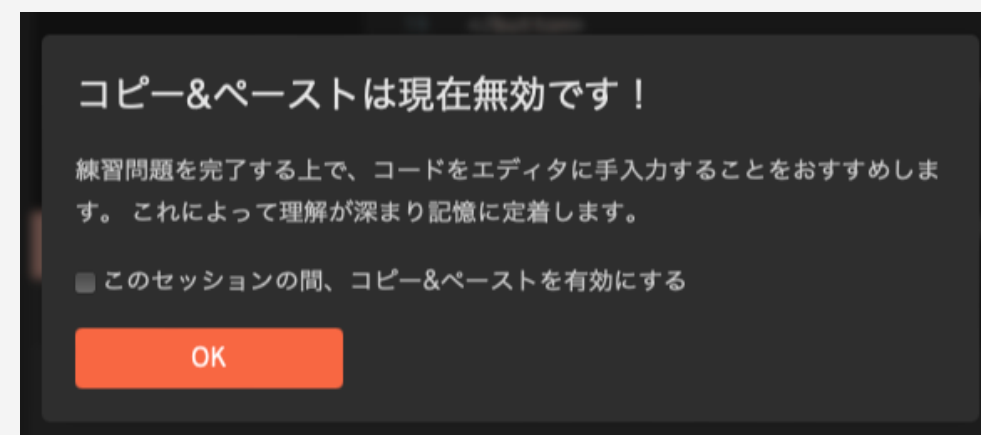 コピー&ペーストは現在無効です！
練習問題を完了する上で、コードをエディタに手入力することをおすすめしま
す。 これによって理解が深まり記憶に定着します。
このセッションの間、コピー&ペーストを有効にする
OK